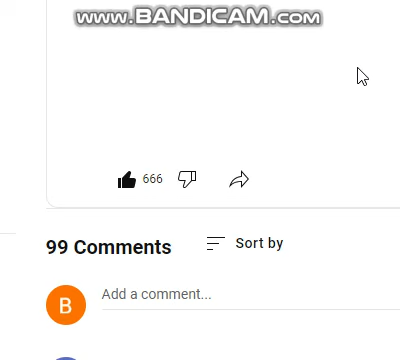 www.BANDICAM.com
666
99 Comments
Sort by
B
Add a comment...